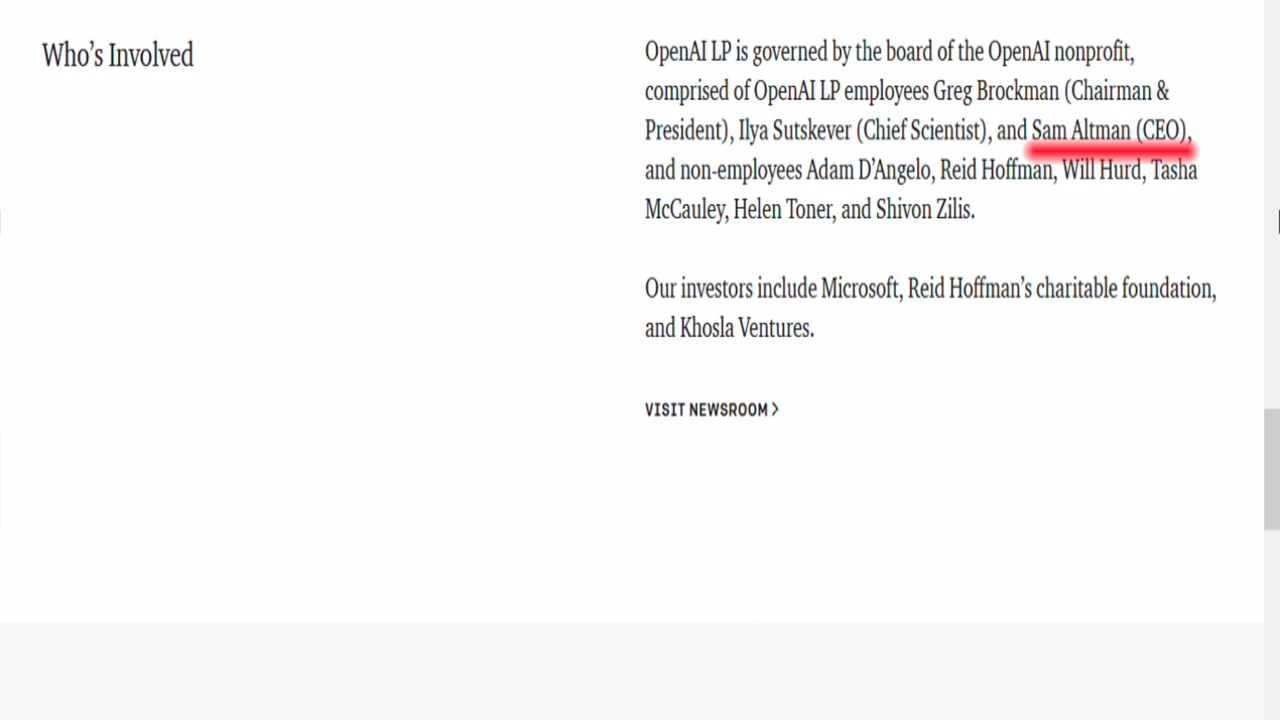 Who’s Involved
OpenAI LP is governed by the board of the OpenAI nonprofit,
comprised of OpenAI LP employees Greg Brockman (Chairman &
President), Ilya Sutskever (Chief Scientist), and Sam Altman (CEO),
and non-employees Adam D’Angelo, Reid Hoffman, Will Hurd, Tasha
McCauley, Helen Toner, and Shivon Zilis.
Our investors include Microsoft, Reid Hoffman’s charitable foundation,
and Khosla Ventures.
VISIT NEWSROOM >